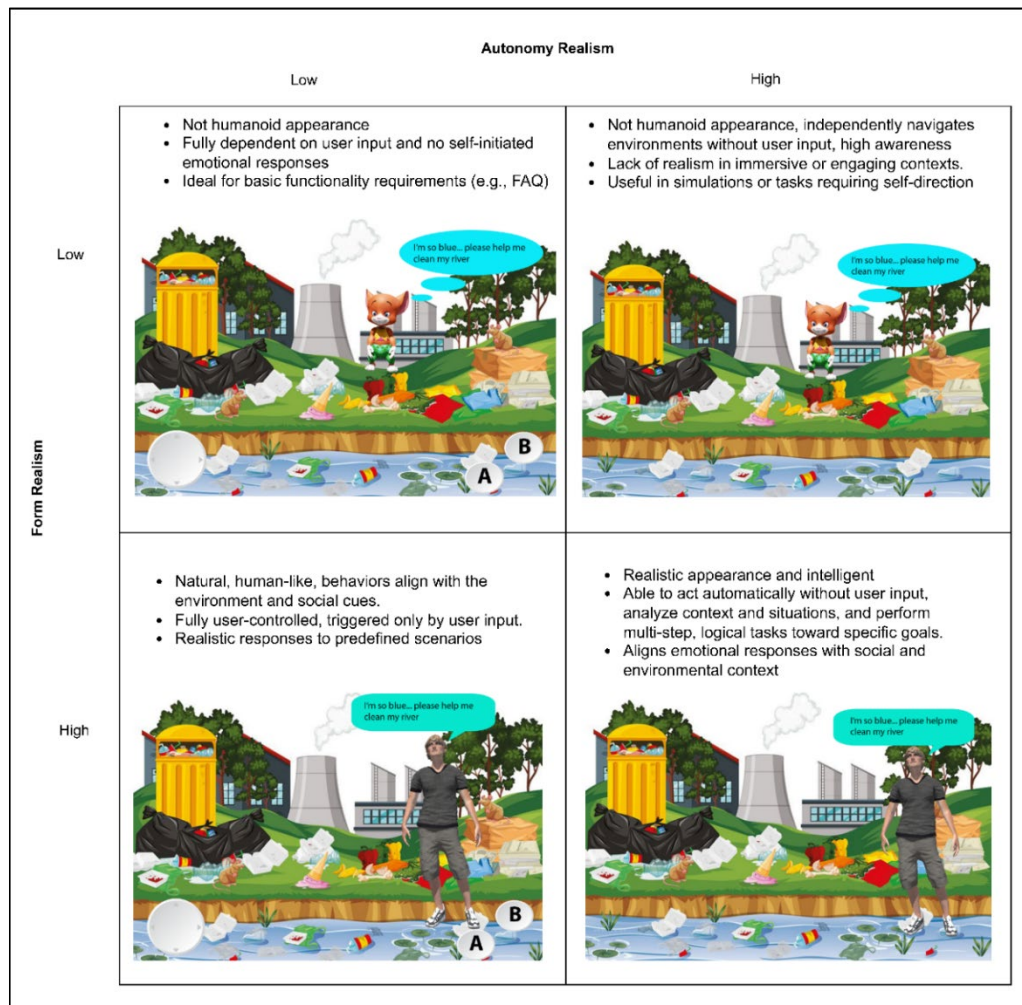 Autonomy Realism
Low
High
• Not humanoid appearance
• Fully dependent on user input and no self-initiated
emotional responses
• Ideal for basic functionality requirements (e.g., FAQ)
I'm so blue... please help me
clean my river
B
A
• Not humanoid appearance, independently navigates
environments without user input, high awareness
• Lack of realism in immersive or engaging contexts.
• Useful in simulations or tasks requiring self-direction
I'm so blue... please help me
clean my river
Low
Form Realism
High
• Natural, human-like, behaviors align with the
environment and social cues.
• Fully user-controlled, triggered only by user input.
• Realistic responses to predefined scenarios
I'm so blue... please help me
clean my river
B
A
• Realistic appearance and intelligent
• Able to act automatically without user input,
analyze context and situations, and perform
multi-step, logical tasks toward specific goals.
• Aligns emotional responses with social and
environmental context
I'm so blue... please help me
clean my river